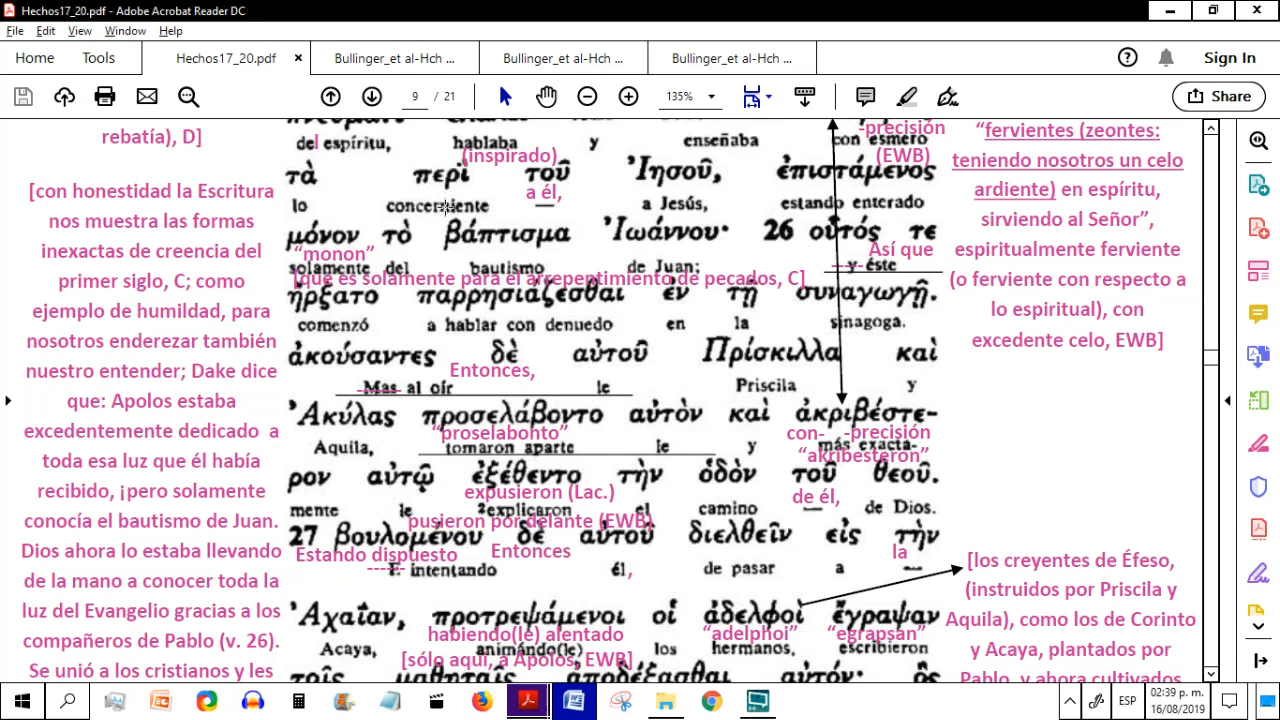 Hechos17_20.pdf - Adobe Acrobat Reader DC
File Edit View Window Help
Home Tools Hechos17_20.pdf × Bullinger_et al-Hch ... Bullinger_et al-Hch ... Bullinger_et al-Hch ... Sign In
9 / 21 135% Share
rebatía), D]
[con honestidad la Escritura
nos muestra las formas
inexactas de creencia del
primer siglo, C; como
ejemplo de humildad, para
nosotros enderezar también
nuestro entender; Dake dice
que: Apolos estaba
excedentemente dedicado a
toda esa luz que él había
recibido, ¡pero solamente
conocía el bautismo de Juan.
Dios ahora lo estaba llevando
de la mano a conocer toda la
luz del Evangelio gracias a los
compañeros de Pablo (v. 26).
Se unió a los cristianos y les
del espíritu, hablaba y enseñaba con esmero
-precisión
(inspirado) (EWB)
τὰ περὶ τοῦ Ἰησοῦ, ἐπιστάμενος
a él,
lo concerniente — a Jesús, estando enterado
μόνον τὸ βάπτισμα Ἰωάννου· 26 οὗτός τε
“monon” Así que
solamente del bautismo de Juan; y éste
[que es solamente para el arrepentimiento de pecados, C]
ἤρξατο παρρησιάζεσθαι ἐν τῇ συναγωγῇ.
comenzó a hablar con denuedo en la sinagoga.
ἀκούσαντες δὲ αὐτοῦ Πρίσκιλλα καὶ
Entonces,
Mas al oír le Priscila y
Ἀκύλας προσελάβοντο αὐτὸν καὶ ἀκριβέστε-
“proselabonto” con- -precisión
Aquila, tomaron aparte le y más exacta-
“akribesteron”
ρον αὐτῷ ἐξέθεντο τὴν ὁδὸν τοῦ θεοῦ.
expusieron (Lac.) de él,
mente le ²explicaron el camino — de Dios.
pusieron por delante (EWB)
27 βουλομένου δὲ αὐτοῦ διελθεῖν εἰς τὴν
Estando dispuesto Entonces la
intentando él, de pasar a —
Ἀχαΐαν, προτρεψάμενοι οἱ ἀδελφοὶ ἔγραψαν
habiendo(le) alentado “adelphoi” “egrapsan”
Acaya, animándo(le) los hermanos, escribieron
[sólo aquí, a Apolos, EWB]
τοῖς μαθηταῖς ἀποδέξασθαι αὐτόν· ὃς
“fervientes (zeontes:
teniendo nosotros un celo
ardiente) en espíritu,
sirviendo al Señor”,
espiritualmente ferviente
(o ferviente con respecto a
lo espiritual), con
excedente celo, EWB]
[los creyentes de Éfeso,
(instruidos por Priscila y
Aquila), como los de Corinto
y Acaya, plantados por
Pablo, y ahora cultivados
ESP 02:39 p. m.
16/08/2019